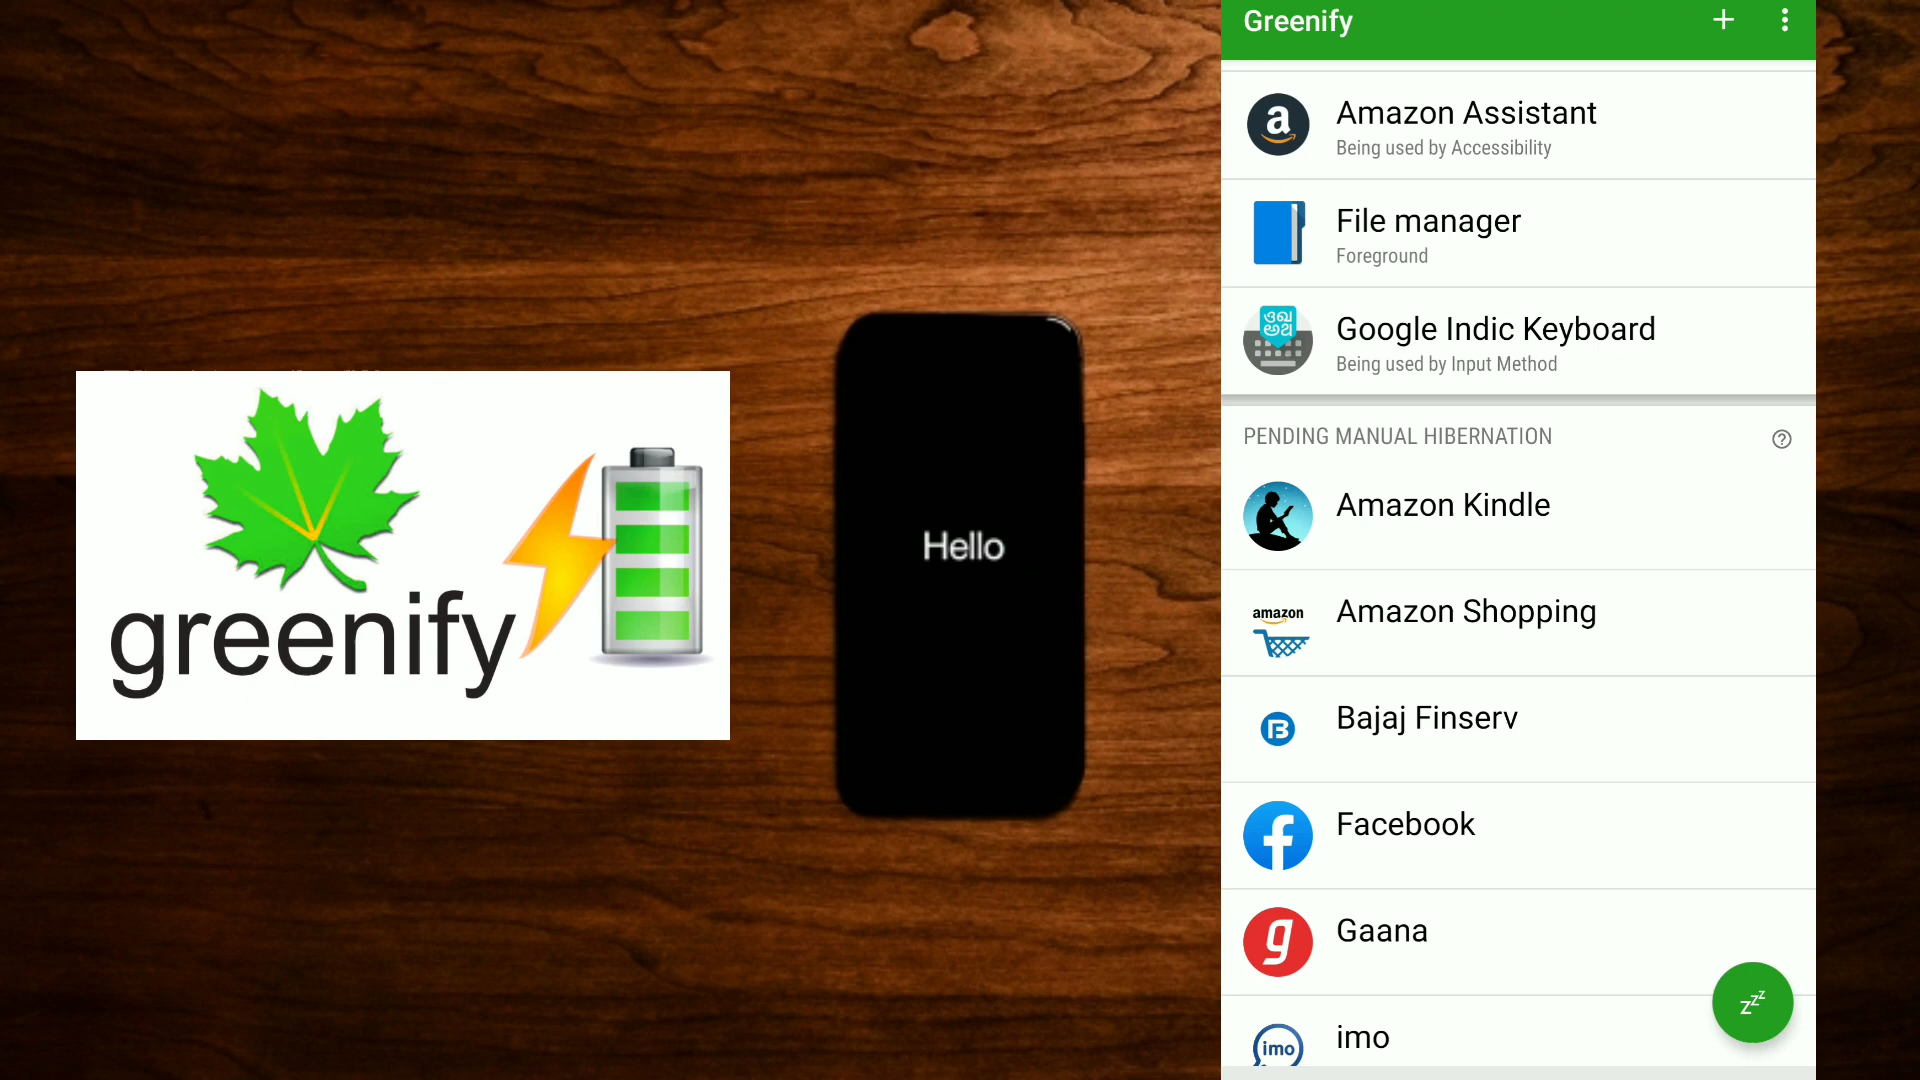 greenify
Hello
Greenify
Amazon Assistant
Being used by Accessibility
File manager
Foreground
Google Indic Keyboard
Being used by Input Method
PENDING MANUAL HIBERNATION
Amazon Kindle
amazon
Amazon Shopping
Bajaj Finserv
Facebook
g
Gaana
zzz
imo
imo